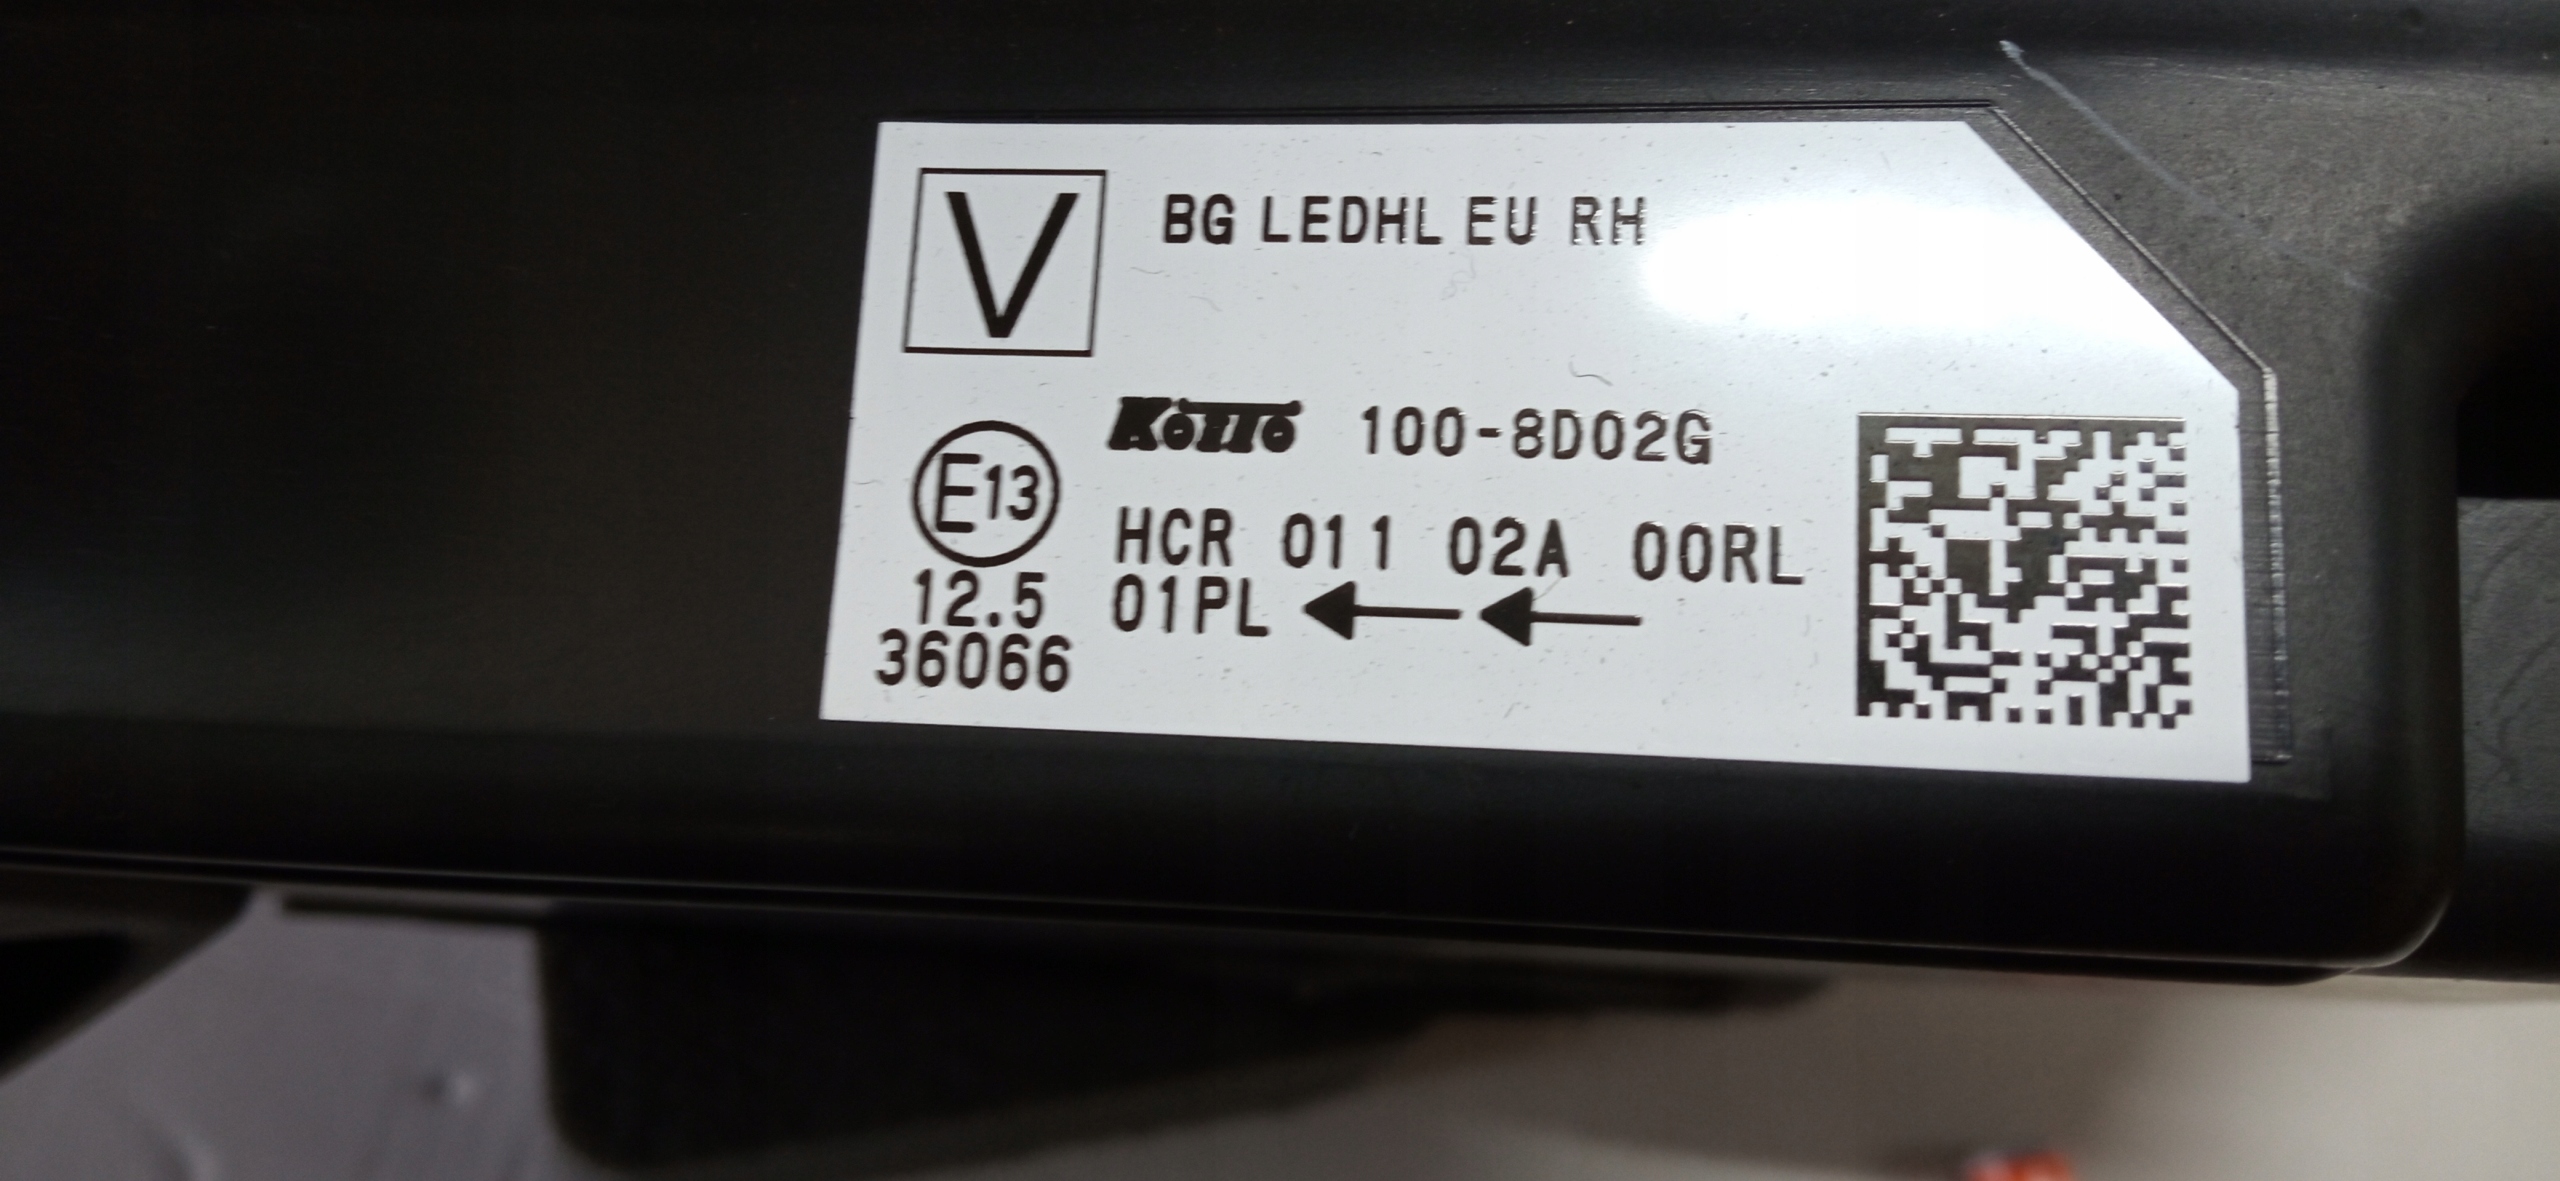 V
BG LEDHL EU RH
KOITO 100-8D02G
E13
HCR 011 02A 00RL
12.5 01PL ← ←
36066